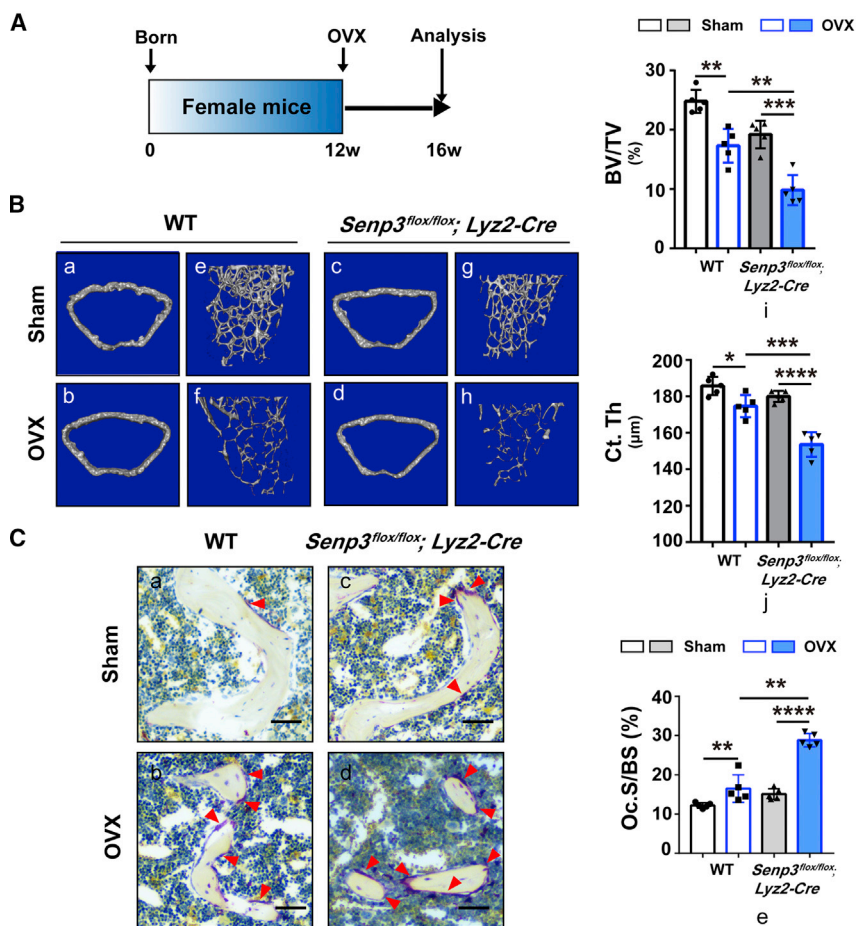 A
Born
OVX
Analysis
Female mice
0
12w
16w
B
WT
Senp3flox/flox; Lyz2-Cre
Sham
OVX
a
e
c
g
b
f
d
h
C
WT
Senp3flox/flox; Lyz2-Cre
Sham
OVX
a
c
b
d
Sham
OVX
BV/TV
(%)
30
20
10
0
**
**
***
WT
Senp3flox/flox;
Lyz2-Cre
i
Ct. Th
(μm)
200
180
160
140
120
100
*
***
****
WT
Senp3flox/flox;
Lyz2-Cre
j
Sham
OVX
Oc.S/BS (%)
40
30
20
10
0
**
**
****
WT
Senp3flox/flox;
Lyz2-Cre
e